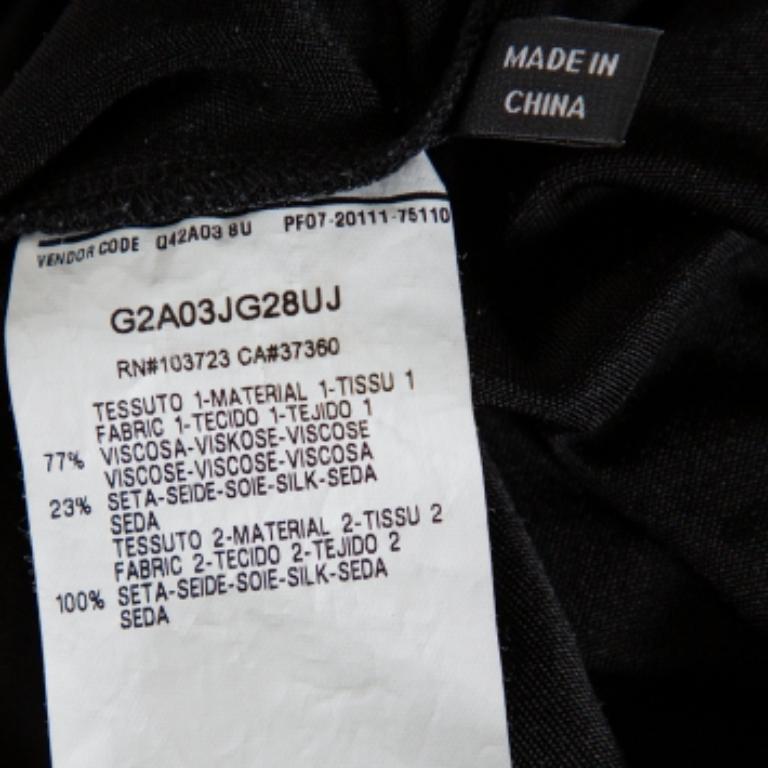 MADE IN
CHINA
VENDOR CODE Q42A03 8U PF07-20111-75110
G2A03JG28UJ
RN#103723 CA#37360
TESSUTO 1-MATERIAL 1-TISSU 1
FABRIC 1-TECIDO 1-TEJIDO 1
77% VISCOSA-VISKOSE-VISCOSE
VISCOSE-VISCOSE-VISCOSA
23% SETA-SEIDE-SOIE-SILK-SEDA
SEDA
TESSUTO 2-MATERIAL 2-TISSU 2
FABRIC 2-TECIDO 2-TEJIDO 2
100% SETA-SEIDE-SOIE-SILK-SEDA
SEDA